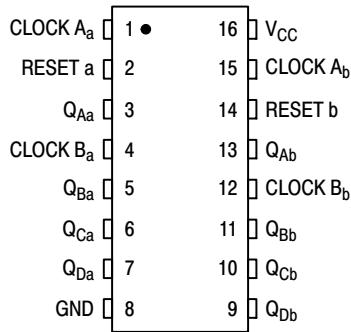 CLOCK Aa 1 16 VCC
RESET a 2 15 CLOCK Ab
QAa 3 14 RESET b
CLOCK Ba 4 13 QAb
QBa 5 12 CLOCK Bb
QCa 6 11 QBb
QDa 7 10 QCb
GND 8 9 QDb